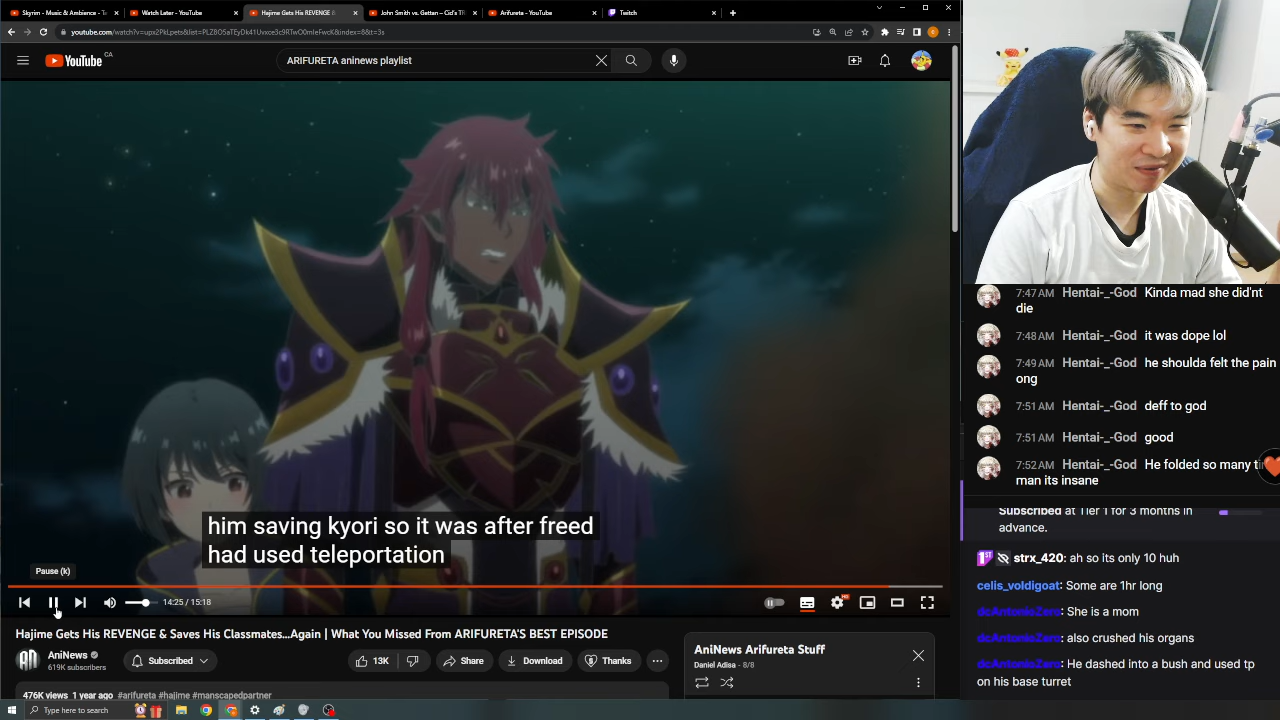 Skyrim - Music & Ambience - Te
Watch Later - YouTube
Hajime Gets His REVENGE &
John Smith vs. Gettan - Cid's T
Arifureta - YouTube
Twitch
YouTube CA
ARIFURETA aninews playlist
him saving kyori so it was after freed
had used teleportation
Pause (k)
14:25 / 15:18
Hajime Gets His REVENGE & Saves His Classmates...Again | What You Missed From ARIFURETA'S BEST EPISODE
AniNews
619K subscribers
Subscribed
13K
Share
Download
Thanks
476K views 1 year ago #arifureta #hajime #manscapedpartner
AniNews Arifureta Stuff
Daniel Adisa - 8/8
Type here to search
7:47 AM Hentai-_-God Kinda mad she did'nt
die
7:48 AM Hentai-_-God it was dope lol
7:49 AM Hentai-_-God he shoulda felt the pain
ong
7:51 AM Hentai-_-God deff to god
7:51 AM Hentai-_-God good
7:52 AM Hentai-_-God He folded so many
man its insane
Subscribed at Tier 1 for 3 months in
advance.
strx_420: ah so its only 10 huh
celis_voldigoat: Some are 1hr long
dcAntonioZero: She is a mom
dcAntonioZero: also crushed his organs
dcAntonioZero: He dashed into a bush and used tp
on his base turret